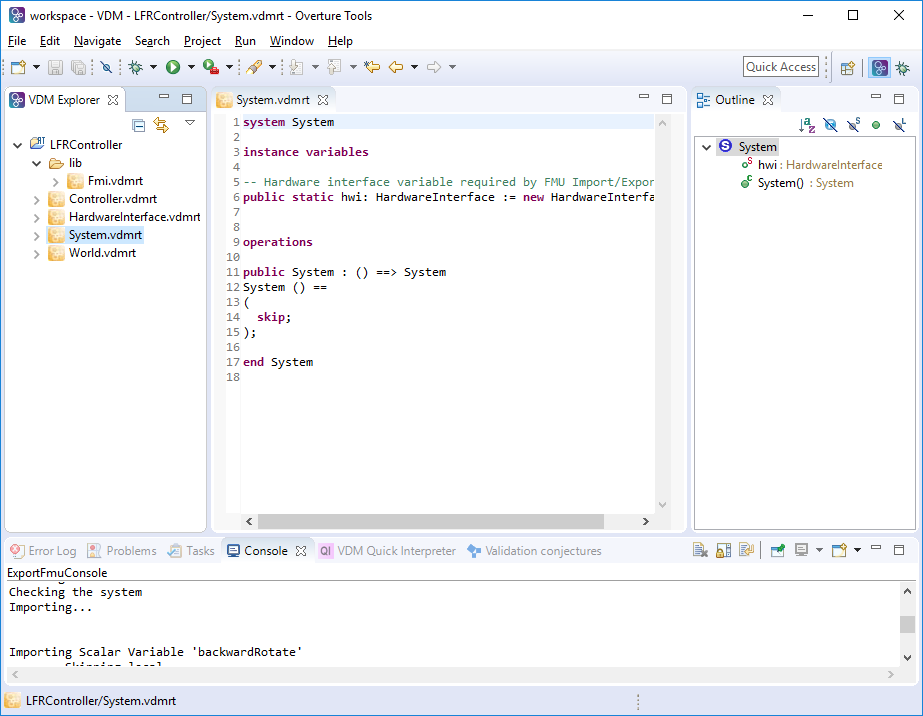 workspace - VDM - LFRController/System.vdmrt - Overture Tools
File Edit Navigate Search Project Run Window Help
Quick Access
VDM Explorer
LFRController
lib
Fmi.vdmrt
Controller.vdmrt
HardwareInterface.vdmrt
System.vdmrt
World.vdmrt
System.vdmrt
1 system System
2
3 instance variables
4
5 -- Hardware interface variable required by FMU Import/Expor
6 public static hwi: HardwareInterface := new HardwareInterfa
7
8
9 operations
10
11 public System : () ==> System
12 System () ==
13 (
14 skip;
15 );
16
17 end System
18
Outline
System
hwi : HardwareInterface
System() : System
Error Log Problems Tasks Console VDM Quick Interpreter Validation conjectures
ExportFmuConsole
Checking the system
Importing...
Importing Scalar Variable 'backwardRotate'
LFRController/System.vdmrt